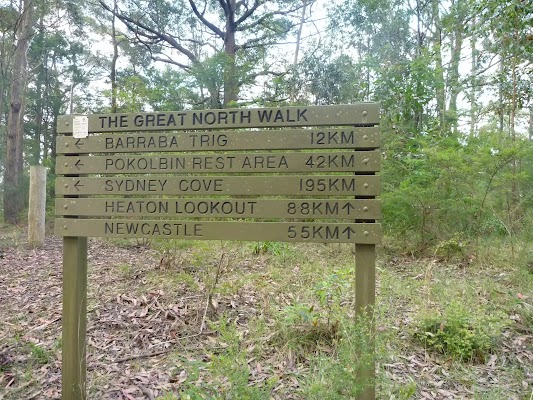 THE GREAT NORTH WALK
← BARRABA TRIG 12KM
← POKOLBIN REST AREA 42KM
← SYDNEY COVE 195KM
HEATON LOOKOUT 88KM↑
NEWCASTLE 55KM↑